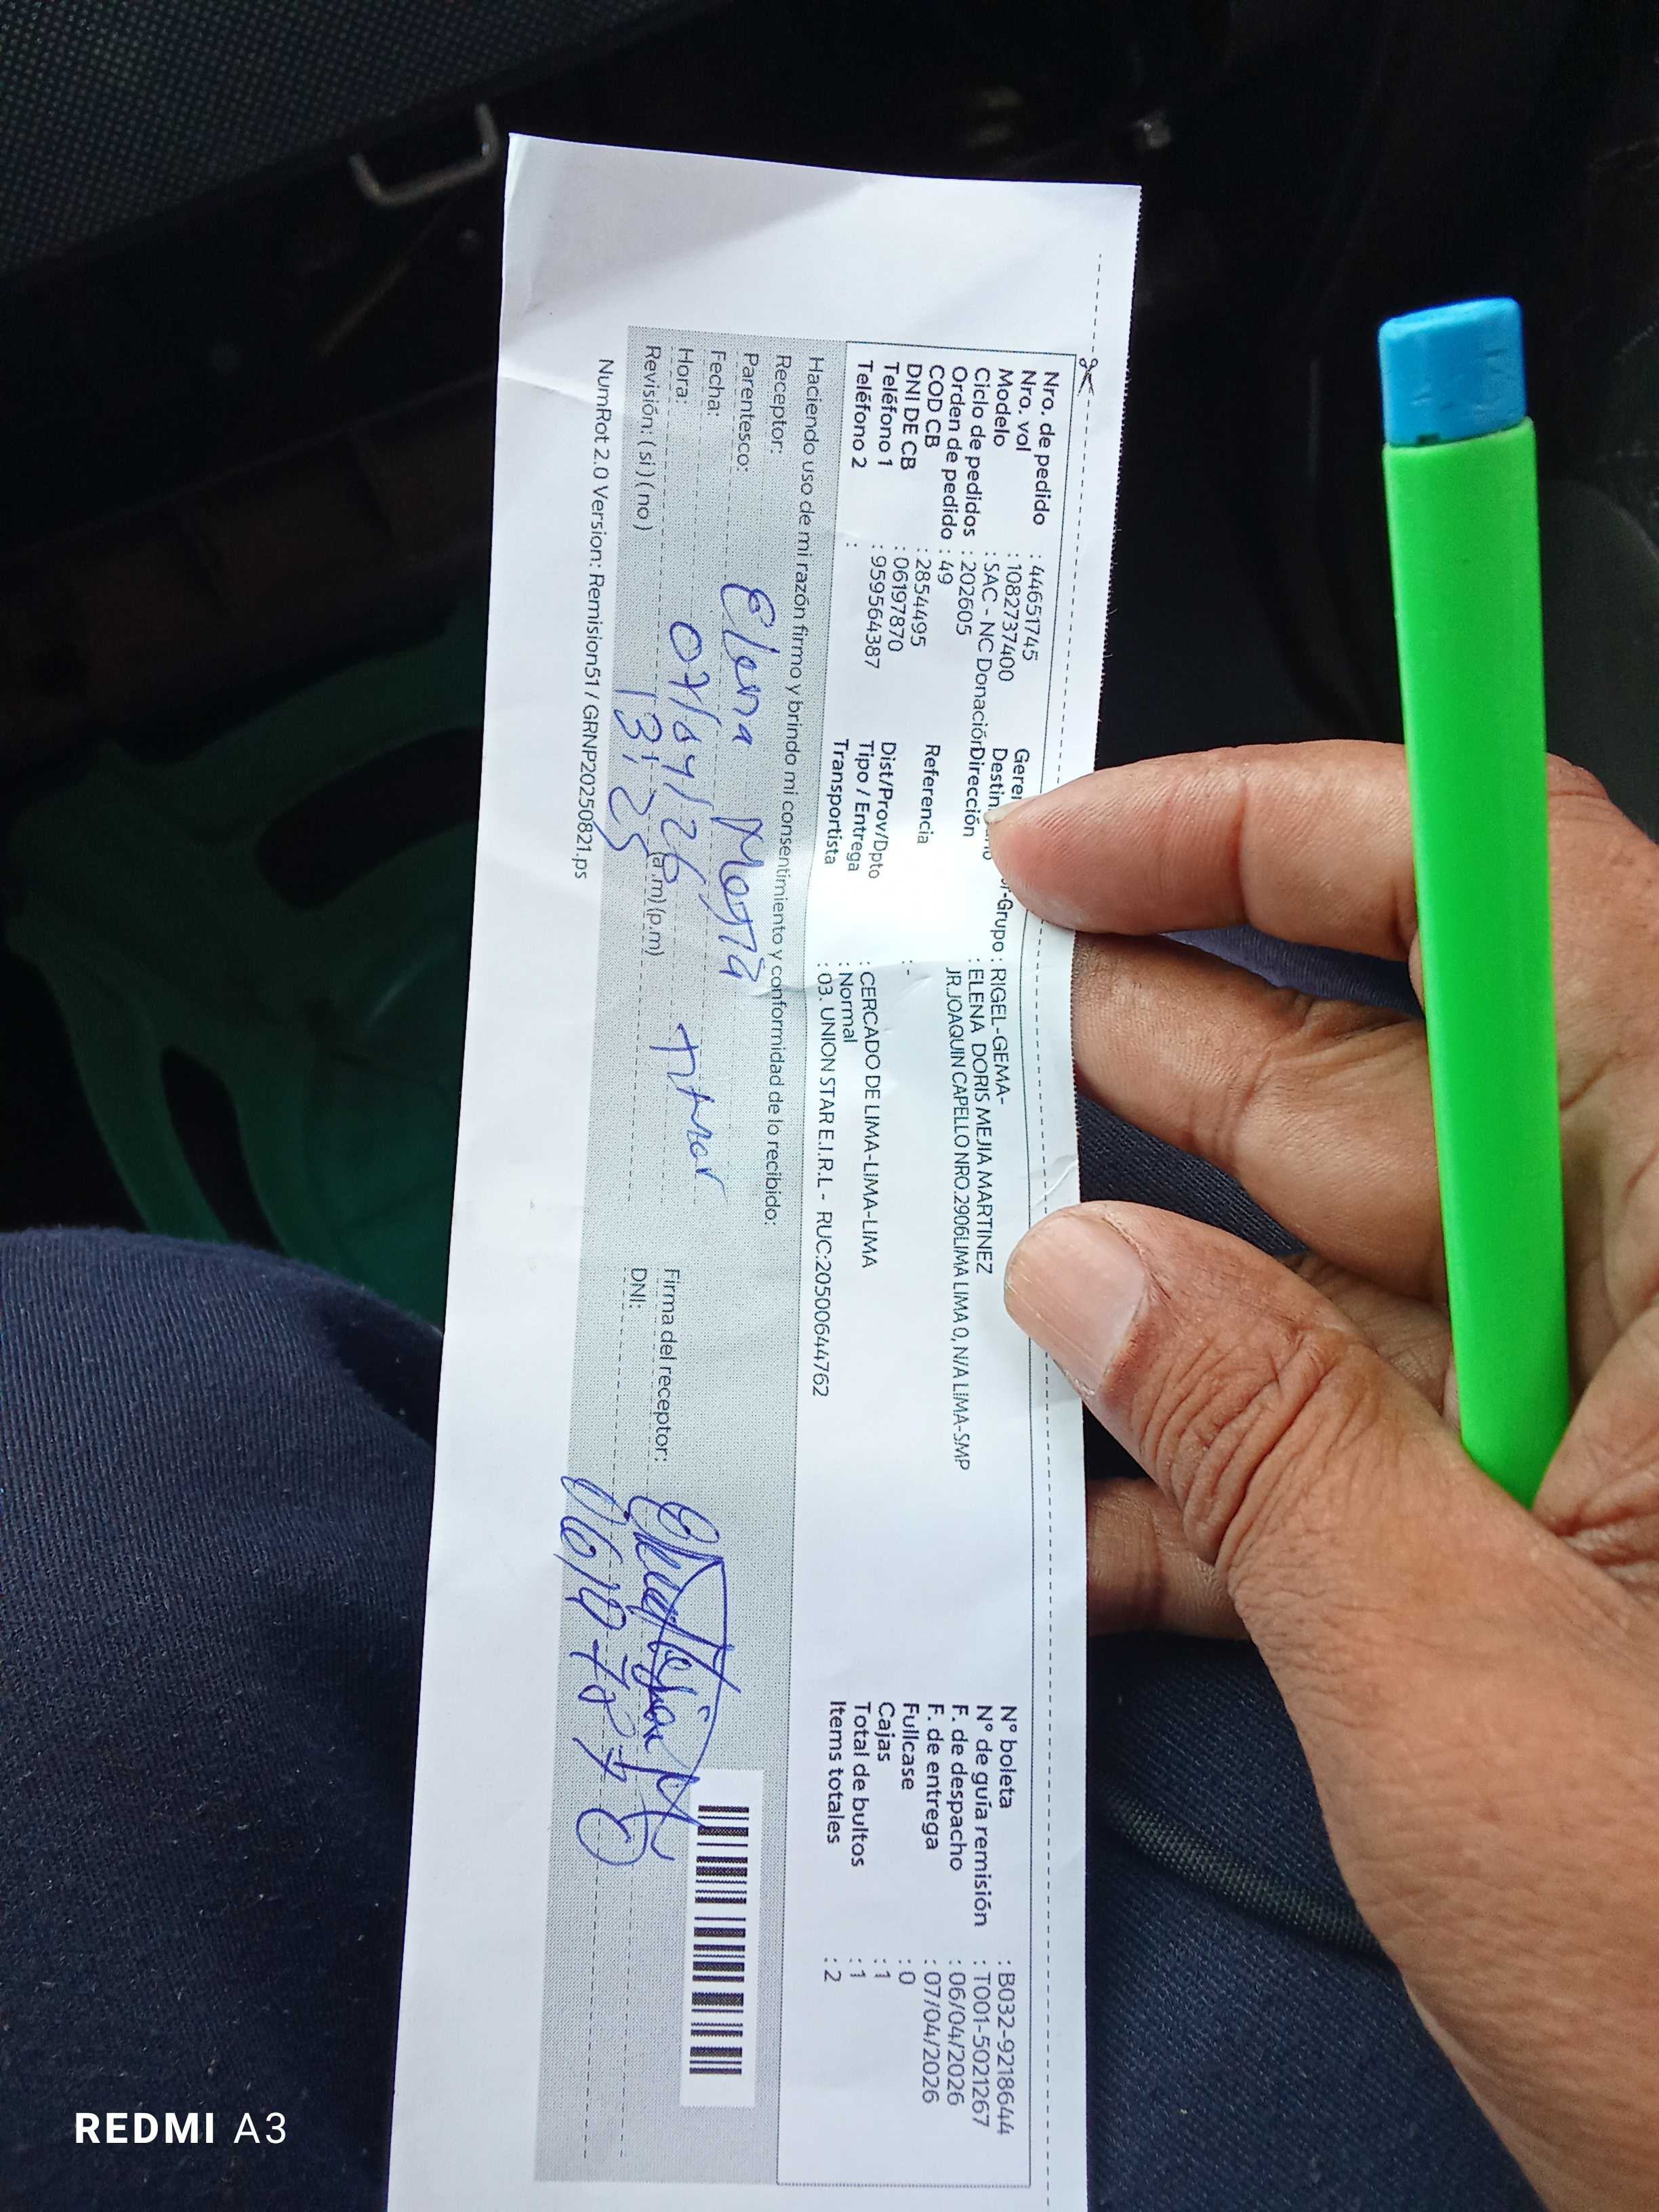 Nro. de pedido : 44651745
Nro. vol : 1082737400
Modelo : SAC - NC Donación
Ciclo de pedidos : 202605
Orden de pedido : 49
COD CB : 2854495
DNI DE CB : 06197870
Teléfono 1 : 959564387
Teléfono 2 :
-Grupo : RIGEL-GEMA-
: ELENA DORIS MEJIA MARTINEZ
Dirección JR.JOAQUIN CAPELLO NRO.2906LIMA LIMA 0, N/A LIMA-SMP
Referencia : -
Dist/Prov/Dpto : CERCADO DE LIMA-LIMA-LIMA
Tipo / Entrega : Normal
Transportista : 03. UNION STAR E.I.R.L - RUC:20500644762
N° boleta : B032-9218644
N° de guía remisión : T001-5021267
F. de despacho : 06/04/2026
F. de entrega : 07/04/2026
Fullcase : 0
Cajas : 1
Total de bultos : 1
Items totales : 2
Haciendo uso de mi razón firmo y brindo mi consentimiento y conformidad de lo recibido:
Receptor: Elena
Parentesco:
Fecha: 07/04/26
Hora: 13:25 (a.m)(p.m)
Revisión: ( si ) ( no )
Firma del receptor:
DNI:
NumRot 2.0 Version: Remision51 / GRNP20250821.ps
REDMI A3